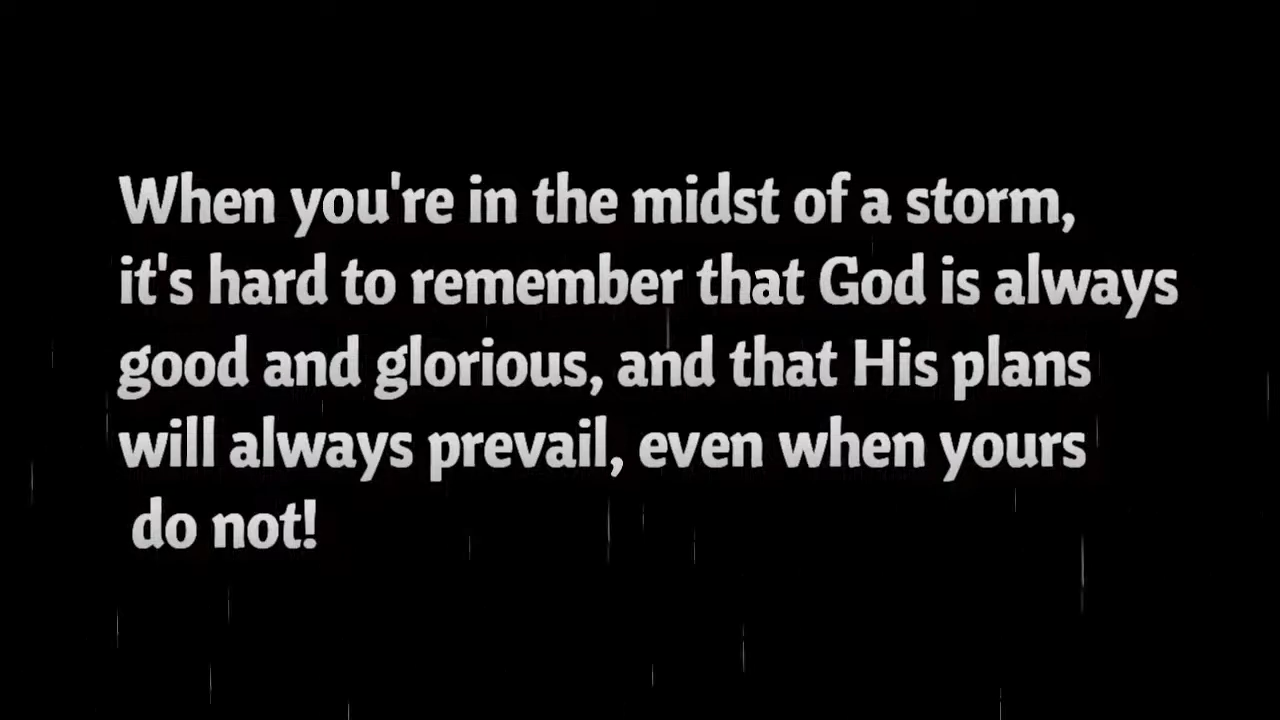 When you're in the midst of a storm,
it's hard to remember that God is always
good and glorious, and that His plans
will always prevail, even when yours
do not!